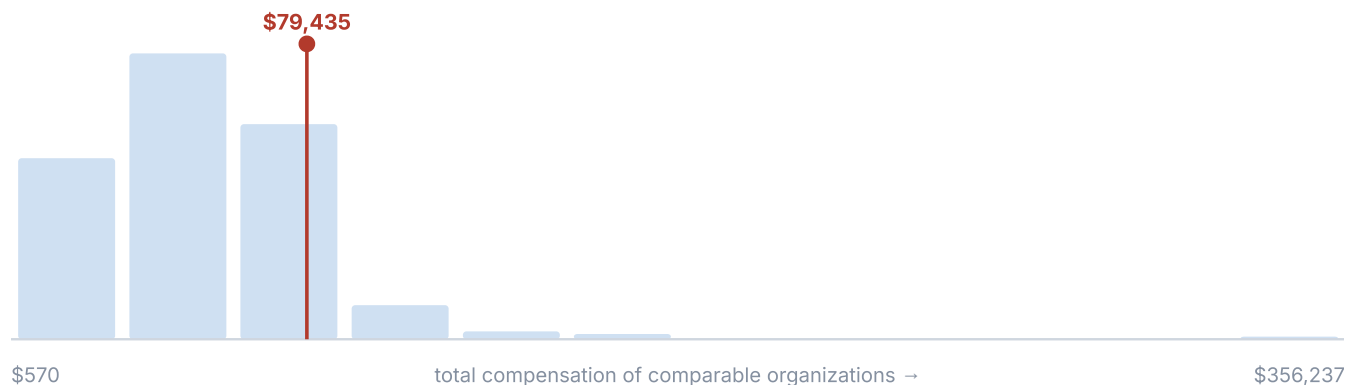 $79,435
$570 total compensation of comparable organizations → $356,237